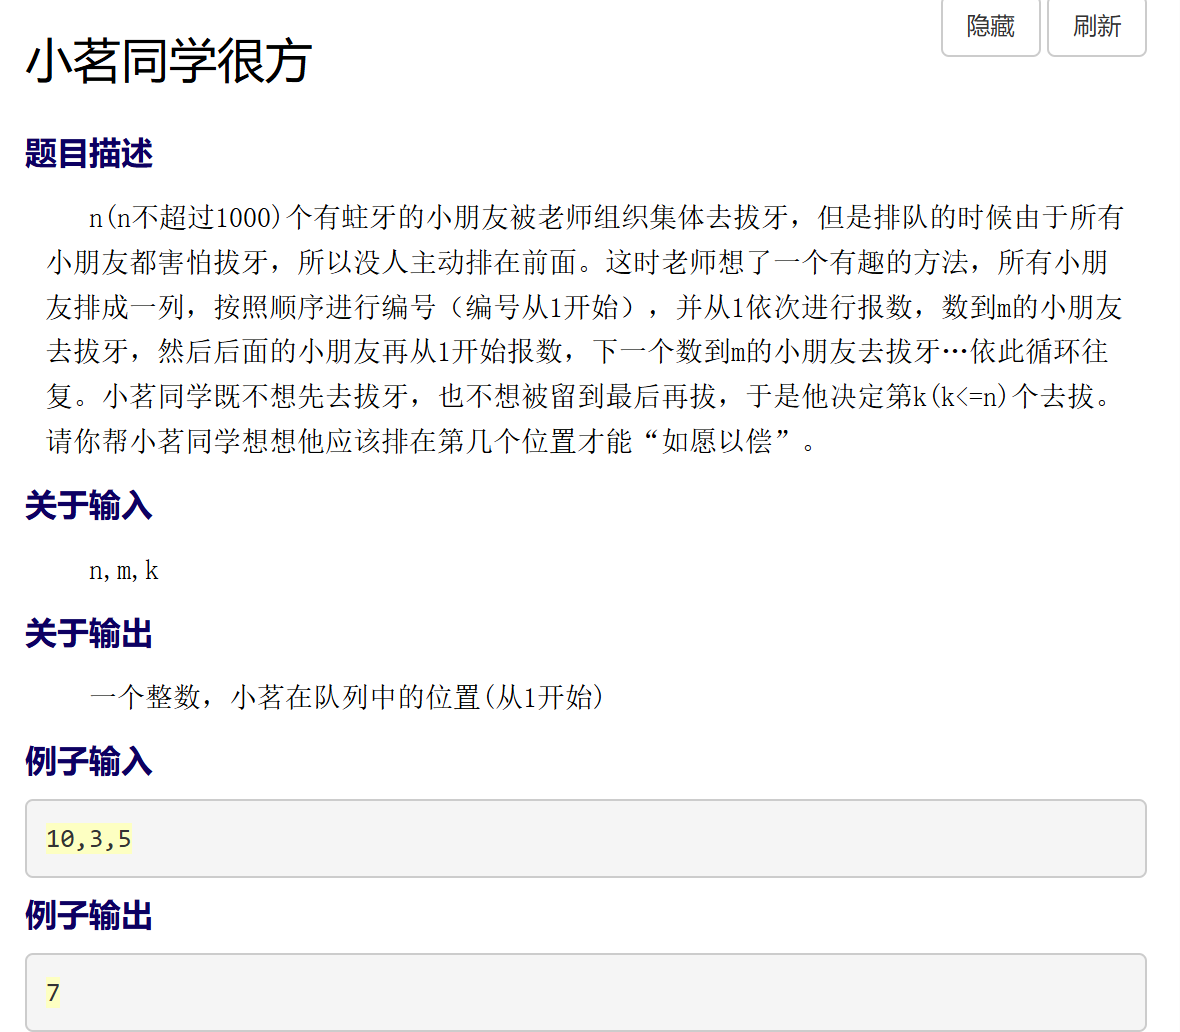 隐藏
刷新
小茗同学很方
题目描述
n(n不超过1000)个有蛀牙的小朋友被老师组织集体去拔牙，但是排队的时候由于所有
小朋友都害怕拔牙，所以没人主动排在前面。这时老师想了一个有趣的方法，所有小朋
友排成一列，按照顺序进行编号（编号从1开始），并从1依次进行报数，数到m的小朋友
去拔牙，然后后面的小朋友再从1开始报数，下一个数到m的小朋友去拔牙…依此循环往
复。小茗同学既不想先去拔牙，也不想被留到最后再拔，于是他决定第k(k<=n)个去拔。
请你帮小茗同学想想他应该排在第几个位置才能“如愿以偿”。
关于输入
n,m,k
关于输出
一个整数，小茗在队列中的位置(从1开始)
例子输入
10,3,5
例子输出
7